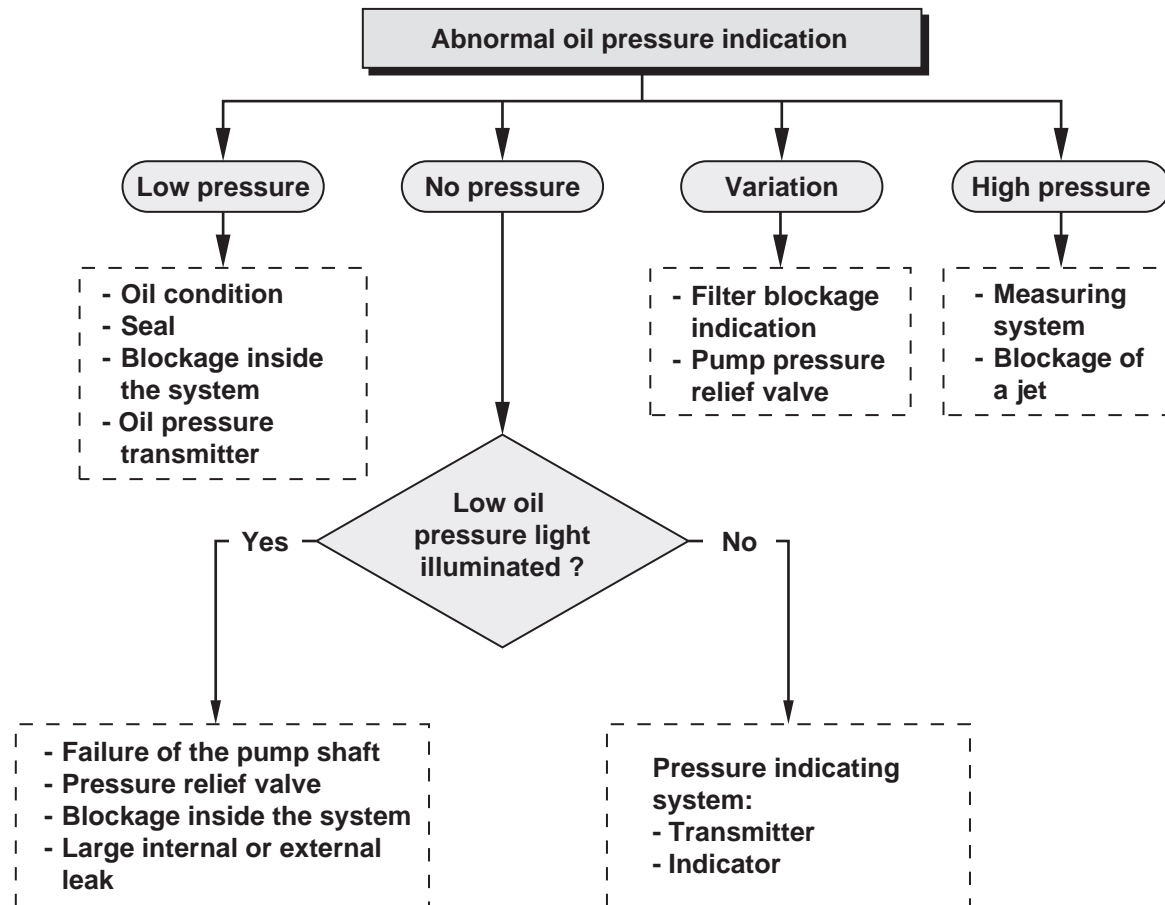 Abnormal oil pressure indication
Low pressure
No pressure
Variation
High pressure
- Oil condition
- Seal
- Blockage inside
the system
- Oil pressure
transmitter
- Filter blockage
indication
- Pump pressure
relief valve
- Measuring
system
- Blockage of
a jet
Low oil
pressure light
illuminated ?
Yes
No
- Failure of the pump shaft
- Pressure relief valve
- Blockage inside the system
- Large internal or external
leak
Pressure indicating
system:
- Transmitter
- Indicator